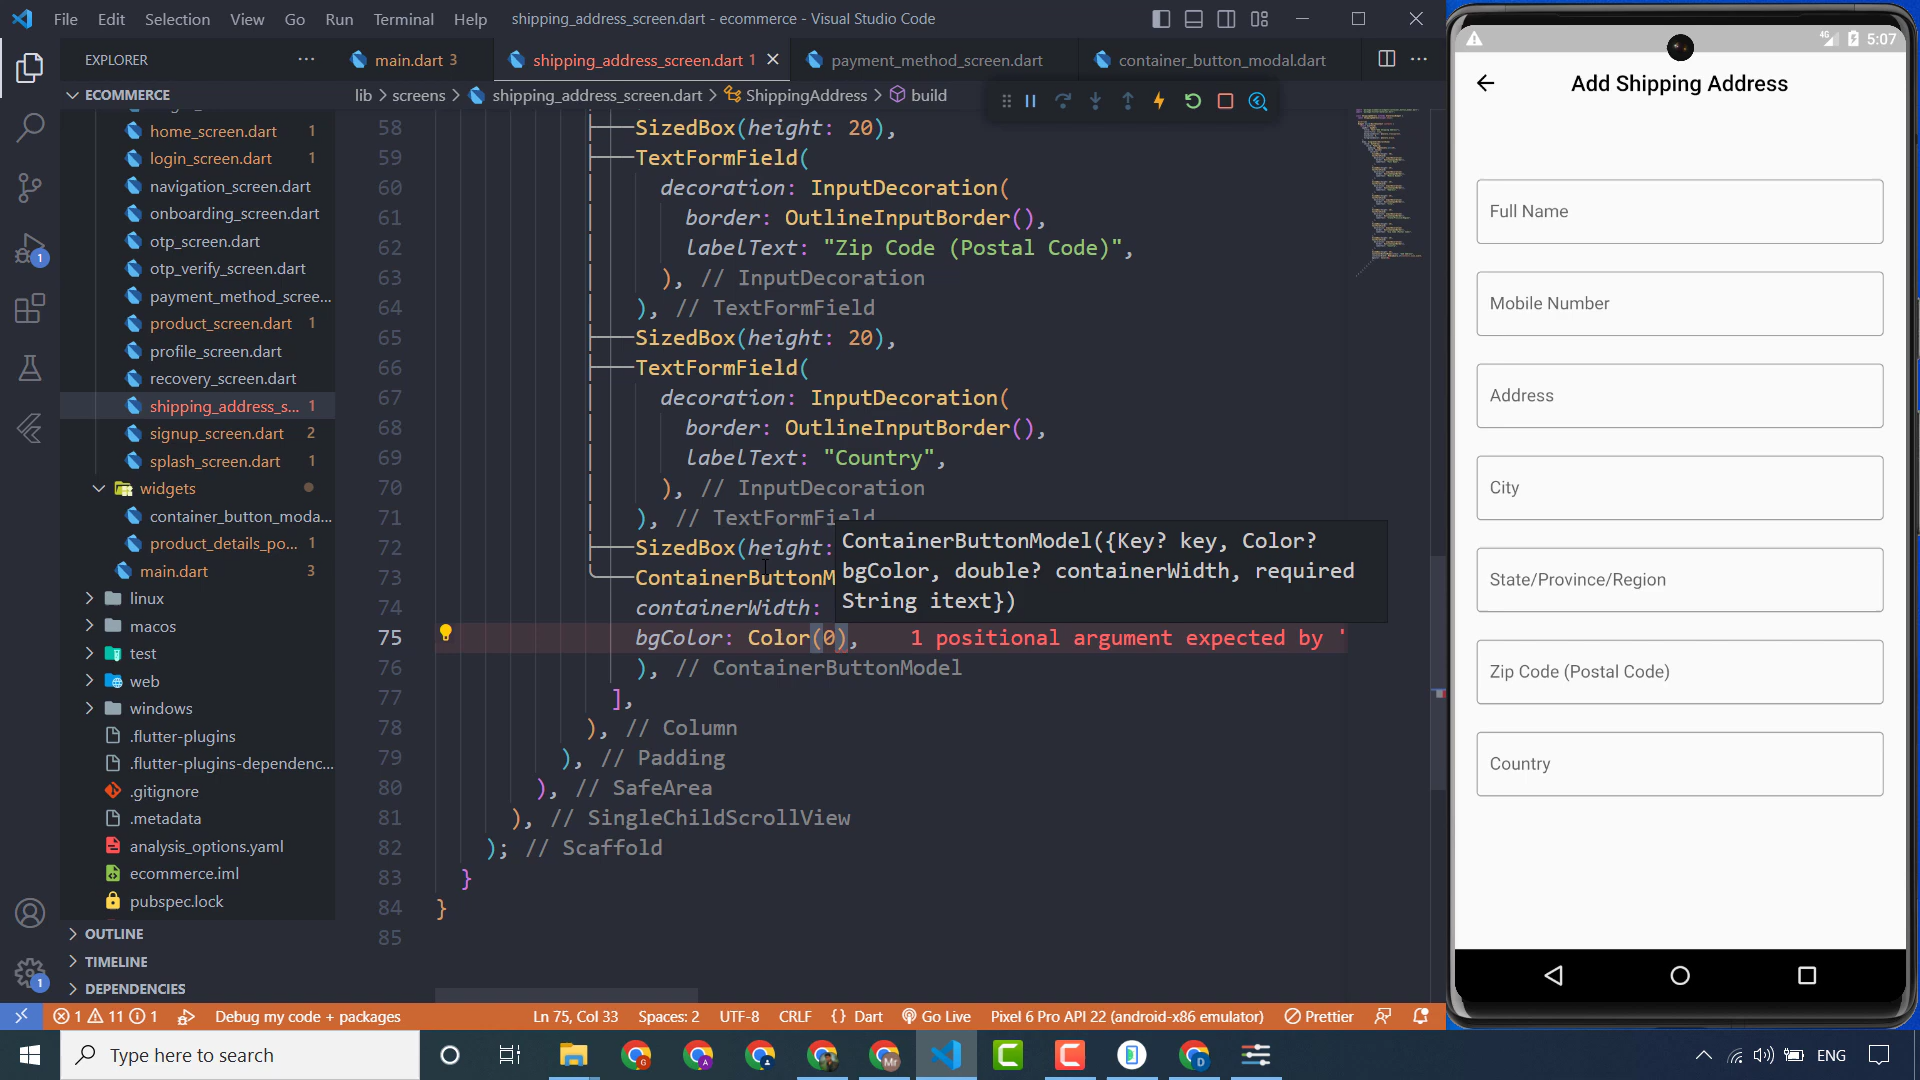 File Edit Selection View Go Run Terminal Help shipping_address_screen.dart - ecommerce - Visual Studio Code
EXPLORER
main.dart 3
shipping_address_screen.dart 1
payment_method_screen.dart
container_button_modal.dart
ECOMMERCE
lib > screens > shipping_address_screen.dart > ShippingAddress > build
home_screen.dart 1
login_screen.dart 1
navigation_screen.dart
onboarding_screen.dart
otp_screen.dart
otp_verify_screen.dart
payment_method_scree...
product_screen.dart 1
profile_screen.dart
recovery_screen.dart
shipping_address_s... 1
signup_screen.dart 2
splash_screen.dart 1
widgets
container_button_moda...
product_details_po... 1
main.dart 3
linux
macos
test
web
windows
.flutter-plugins
.flutter-plugins-dependenc...
.gitignore
.metadata
analysis_options.yaml
ecommerce.iml
pubspec.lock
OUTLINE
TIMELINE
DEPENDENCIES
1
1
58 SizedBox(height: 20),
59 TextFormField(
60 decoration: InputDecoration(
61 border: OutlineInputBorder(),
62 labelText: "Zip Code (Postal Code)",
63 ), // InputDecoration
64 ), // TextFormField
65 SizedBox(height: 20),
66 TextFormField(
67 decoration: InputDecoration(
68 border: OutlineInputBorder(),
69 labelText: "Country",
70 ), // InputDecoration
71 ), // TextFormField
72 SizedBox(height:
73 ContainerButtonM
74 containerWidth:
75 bgColor: Color(0), 1 positional argument expected by '
76 ), // ContainerButtonModel
77 ],
78 ), // Column
79 ), // Padding
80 ), // SafeArea
81 ), // SingleChildScrollView
82 ); // Scaffold
83 }
84 }
85
ContainerButtonModel({Key? key, Color?
bgColor, double? containerWidth, required
String itext})
1 11 1 Debug my code + packages Ln 75, Col 33 Spaces: 2 UTF-8 CRLF {} Dart Go Live Pixel 6 Pro API 22 (android-x86 emulator) Prettier
Type here to search
ENG
4G 5:07
Add Shipping Address
Full Name
Mobile Number
Address
City
State/Province/Region
Zip Code (Postal Code)
Country